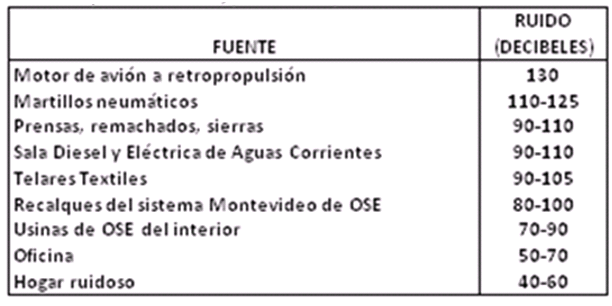 FUENTE RUIDO (DECIBELES)
Motor de avión a retropropulsión 130
Martillos neumáticos 110-125
Prensas, remachados, sierras 90-110
Sala Diesel y Eléctrica de Aguas Corrientes 90-110
Telares Textiles 90-105
Recalques del sistema Montevideo de OSE 80-100
Usinas de OSE del interior 70-90
Oficina 50-70
Hogar ruidoso 40-60